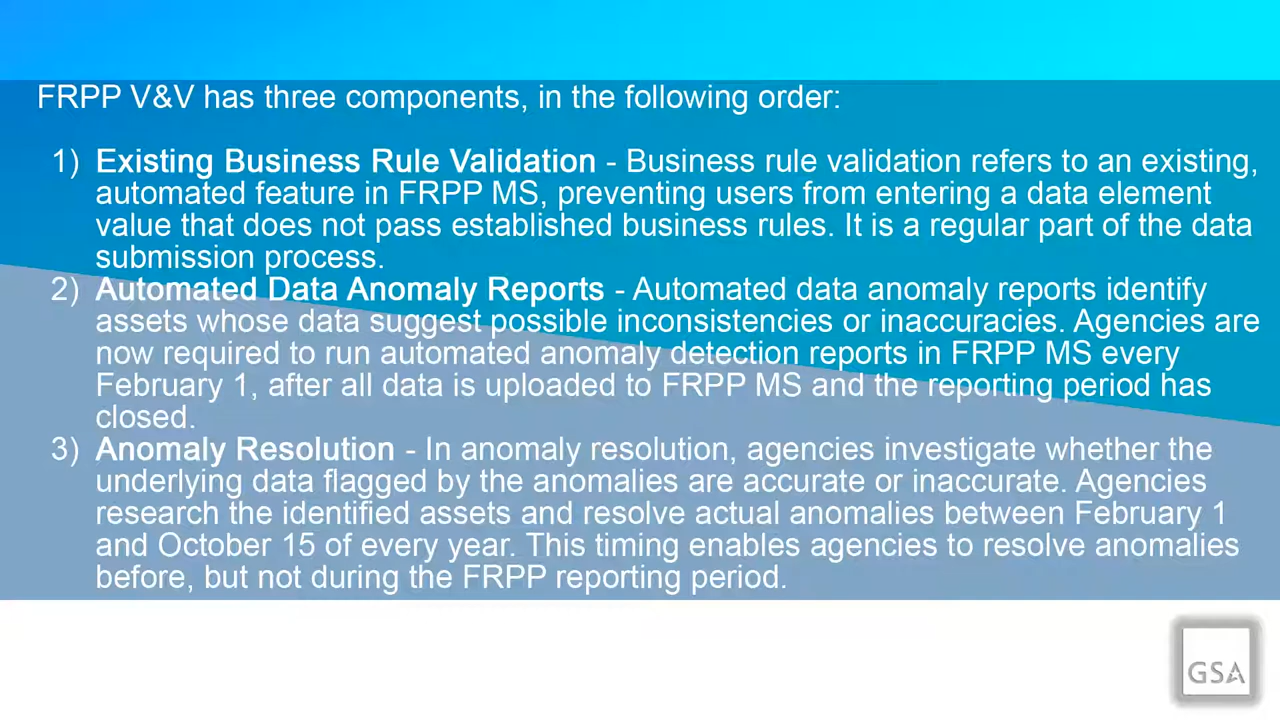 FRPP V&V has three components, in the following order:
1) Existing Business Rule Validation - Business rule validation refers to an existing,
automated feature in FRPP MS, preventing users from entering a data element
value that does not pass established business rules. It is a regular part of the data
submission process.
2) Automated Data Anomaly Reports - Automated data anomaly reports identify
assets whose data suggest possible inconsistencies or inaccuracies. Agencies are
now required to run automated anomaly detection reports in FRPP MS every
February 1, after all data is uploaded to FRPP MS and the reporting period has
closed.
3) Anomaly Resolution - In anomaly resolution, agencies investigate whether the
underlying data flagged by the anomalies are accurate or inaccurate. Agencies
research the identified assets and resolve actual anomalies between February 1
and October 15 of every year. This timing enables agencies to resolve anomalies
before, but not during the FRPP reporting period.
GSA